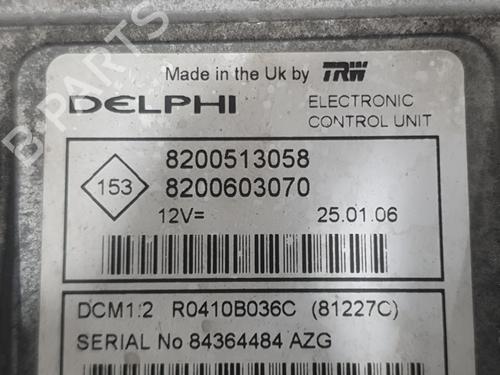 Made in the Uk by TRW
DELPHI ELECTRONIC
CONTROL UNIT
153
8200513058
8200603070
12V= 25.01.06
DCM1.2 R0410B036C (81227C)
SERIAL No 84364484 AZG
B-PARTS